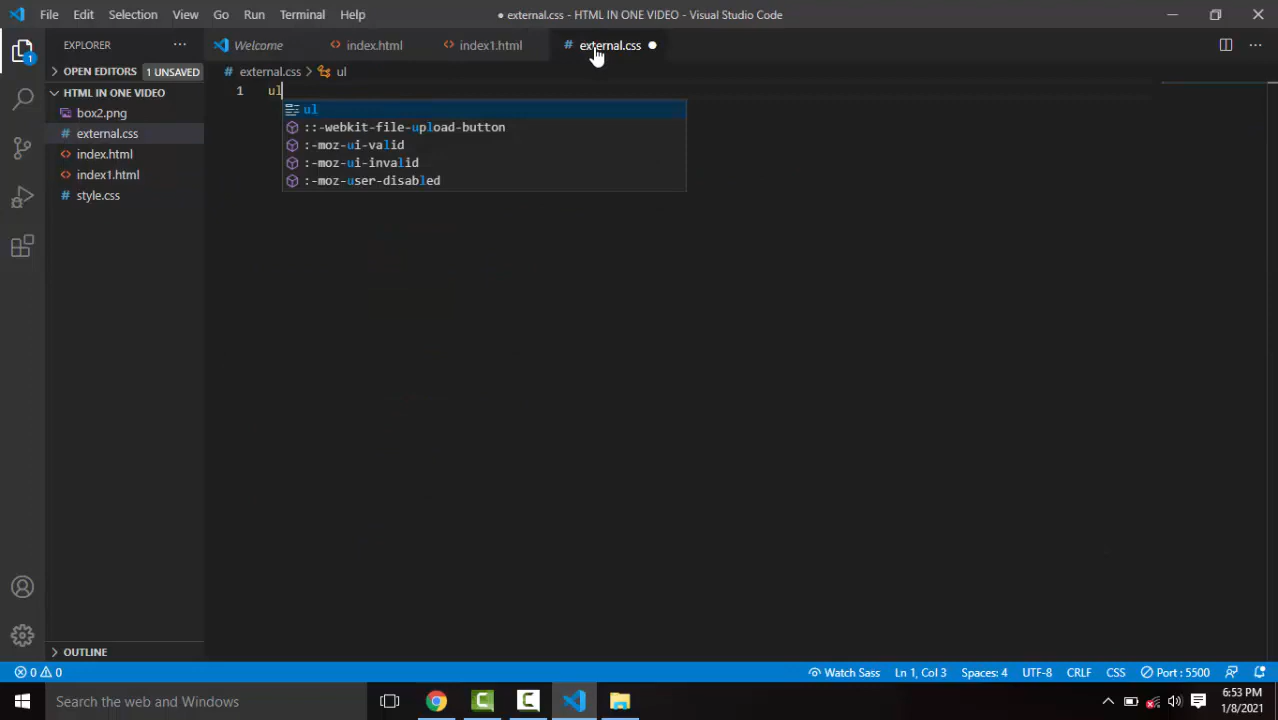 File Edit Selection View Go Run Terminal Help
● external.css - HTML IN ONE VIDEO - Visual Studio Code
EXPLORER ...
Welcome <> index.html <> index1.html # external.css ●
OPEN EDITORS 1 UNSAVED
external.css > ul
HTML IN ONE VIDEO
box2.png
# external.css
<> index.html
<> index1.html
# style.css
1 ul
ul
::-webkit-file-upload-button
:-moz-ui-valid
:-moz-ui-invalid
:-moz-user-disabled
1
OUTLINE
0 0
Watch Sass Ln 1, Col 3 Spaces: 4 UTF-8 CRLF CSS Port : 5500
Search the web and Windows
6:53 PM
1/8/2021